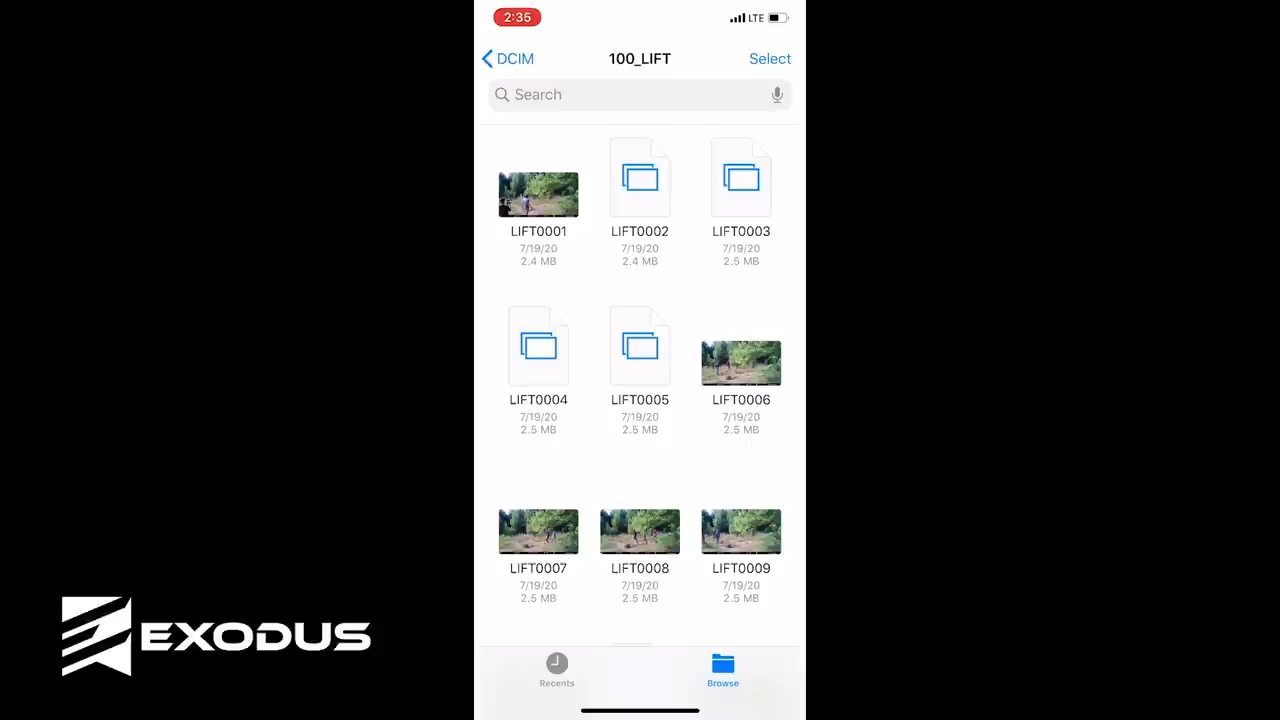 2:35
LTE
DCIM
100_LIFT
Select
Search
LIFT0001
7/19/20
2.4 MB
LIFT0002
7/19/20
2.4 MB
LIFT0003
7/19/20
2.5 MB
LIFT0004
7/19/20
2.5 MB
LIFT0005
7/19/20
2.5 MB
LIFT0006
7/19/20
2.5 MB
LIFT0007
7/19/20
2.5 MB
LIFT0008
7/19/20
2.5 MB
LIFT0009
7/19/20
2.5 MB
EXODUS
Recents
Browse